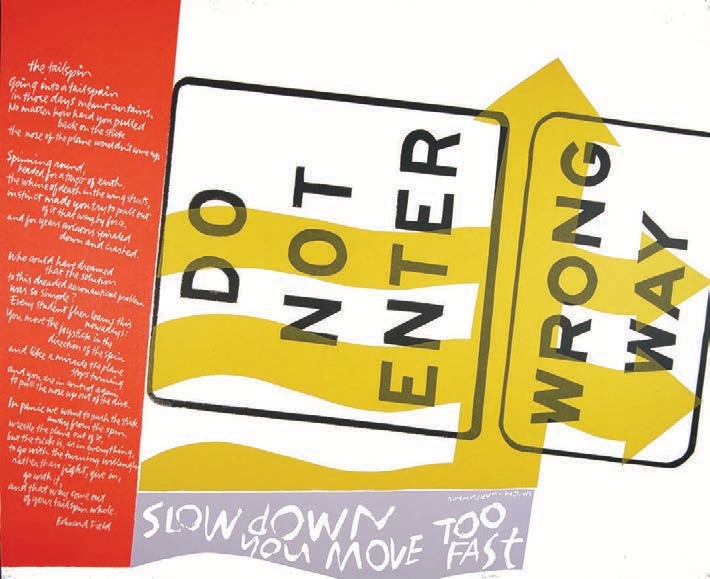 the tailspin
Going into a tailspain
in those days meant curtains.
No matter how hard you pulled
back on the stick
the nose of the plane wouldn't come up.
Spinning round,
headed for a target of earth,
the whine of death in the wing struts,
instinct made you try to pull out
of it that way by force,
and for years aviators spiraled
down and crashed.
Who could have dreamed
that the solution
to this dreaded aeronautical problem
was so simple?
Every student flier learns this
nowadays:
You move the joystick in the
direction of the spin
and like a miracle the plane
stops turning
and you are in control again
to pull the nose up out of the dive.
In panic we want to push the stick
away from the spin,
wrestle the plane out of it,
but the trick is, as in everything,
to go with the turning willingly,
rather than fight, give in,
go with it,
and that way come out
of your tailspin whole.
Edward Field
DO
NOT
ENTER
WRONG
WAY
SLOW DOWN
YOU MOVE TOO
FAST